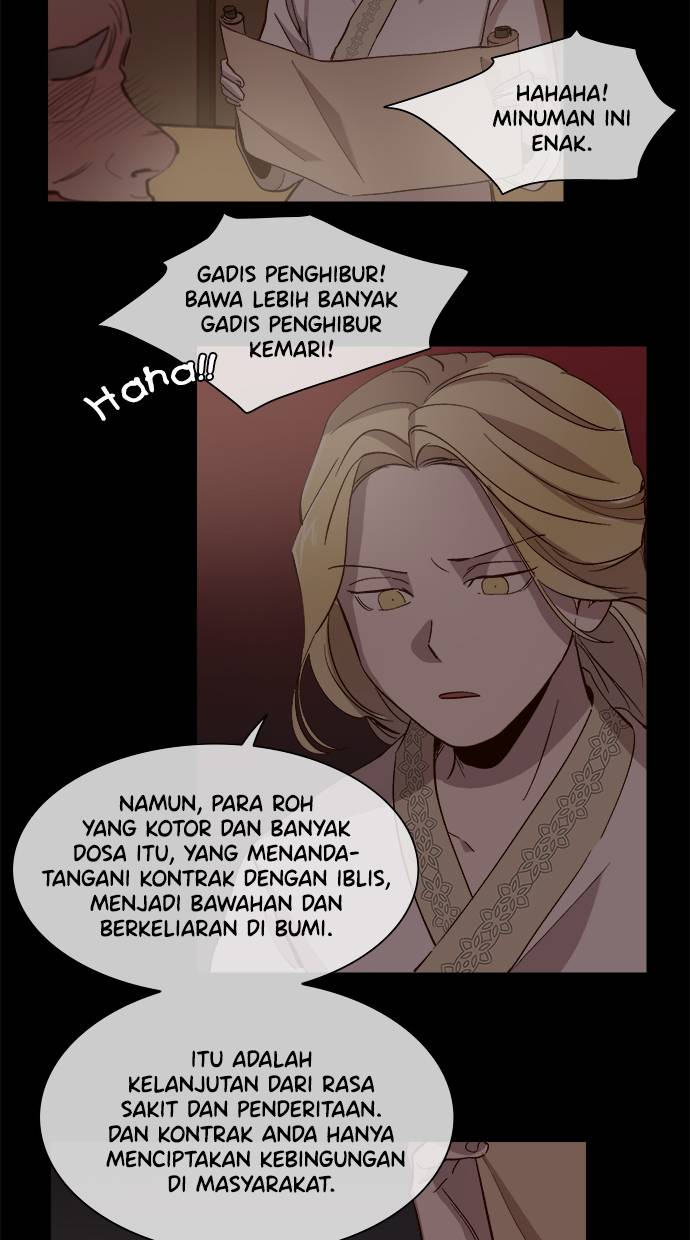 HAHAHA!
MINUMAN INI
ENAK.
GADIS PENGHIBUR!
BAWA LEBIH BANYAK
GADIS PENGHIBUR
KEMARI!
Haha!!
NAMUN, PARA ROH
YANG KOTOR DAN BANYAK
DOSA ITU, YANG MENANDA-
TANGANI KONTRAK DENGAN IBLIS,
MENJADI BAWAHAN DAN
BERKELIARAN DI BUMI.
ITU ADALAH
KELANJUTAN DARI RASA
SAKIT DAN PENDERITAAN.
DAN KONTRAK ANDA HANYA
MENCIPTAKAN KEBINGUNGAN
DI MASYARAKAT.